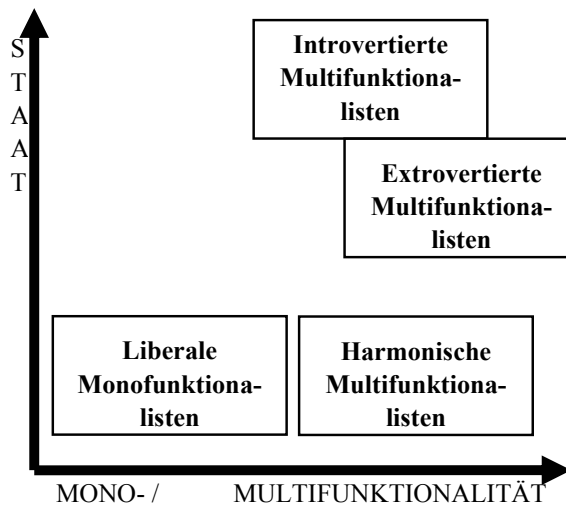 S
T
A
A
T
Introvertierte
Multifunktiona-
listen
Extrovertierte
Multifunktiona-
listen
Liberale
Monofunktiona-
listen
Harmonische
Multifunktiona-
listen
MONO- / MULTIFUNKTIONALITÄT